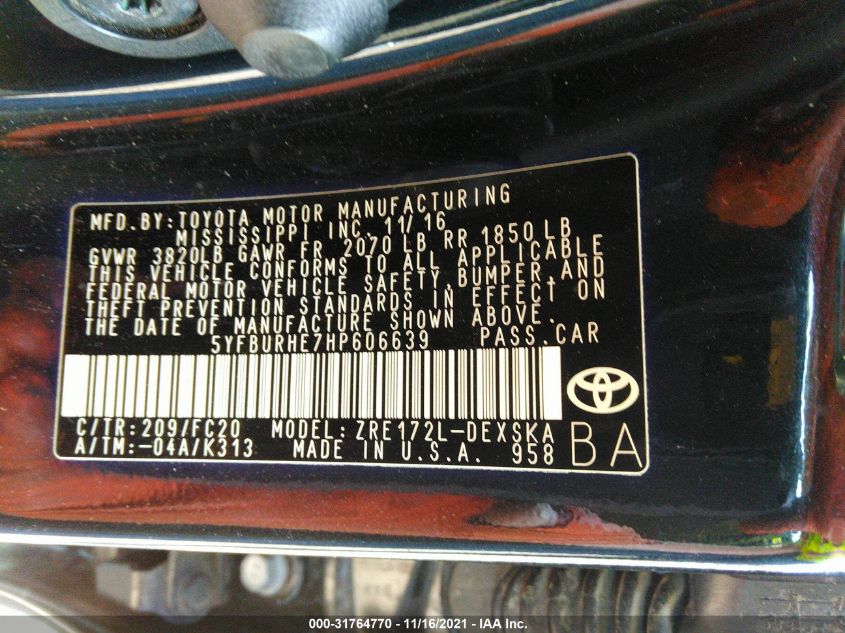 MFD.BY:TOYOTA MOTOR MANUFACTURING
MISSISSIPPI INC. 11/16
GVWR 3820LB GAWR FR 2070 LB RR 1850 LB
THIS VEHICLE CONFORMS TO ALL APPLICABLE
FEDERAL MOTOR VEHICLE SAFETY,BUMPER,AND
THEFT PREVENTION STANDARDS IN EFFECT ON
THE DATE OF MANUFACTURE SHOWN ABOVE.
5YFBURHE7HP606639 PASS.CAR
C/TR:209/FC20 MODEL:ZRE172L-DEXSKA
A/TM:-04A/K313 MADE IN U.S.A. 958
BA
000-31764770 - 11/16/2021 - IAA Inc.